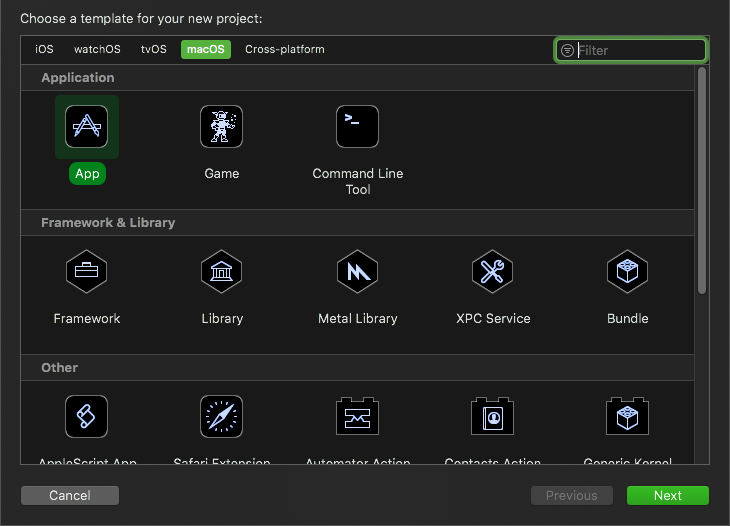 Choose a template for your new project:
iOS watchOS tvOS macOS Cross-platform Filter
Application
App Game Command Line
Tool
Framework & Library
Framework Library Metal Library XPC Service Bundle
Other
AppleScript App Safari Extension Automator Action Contacts Action Generic Kernel
Cancel Previous Next